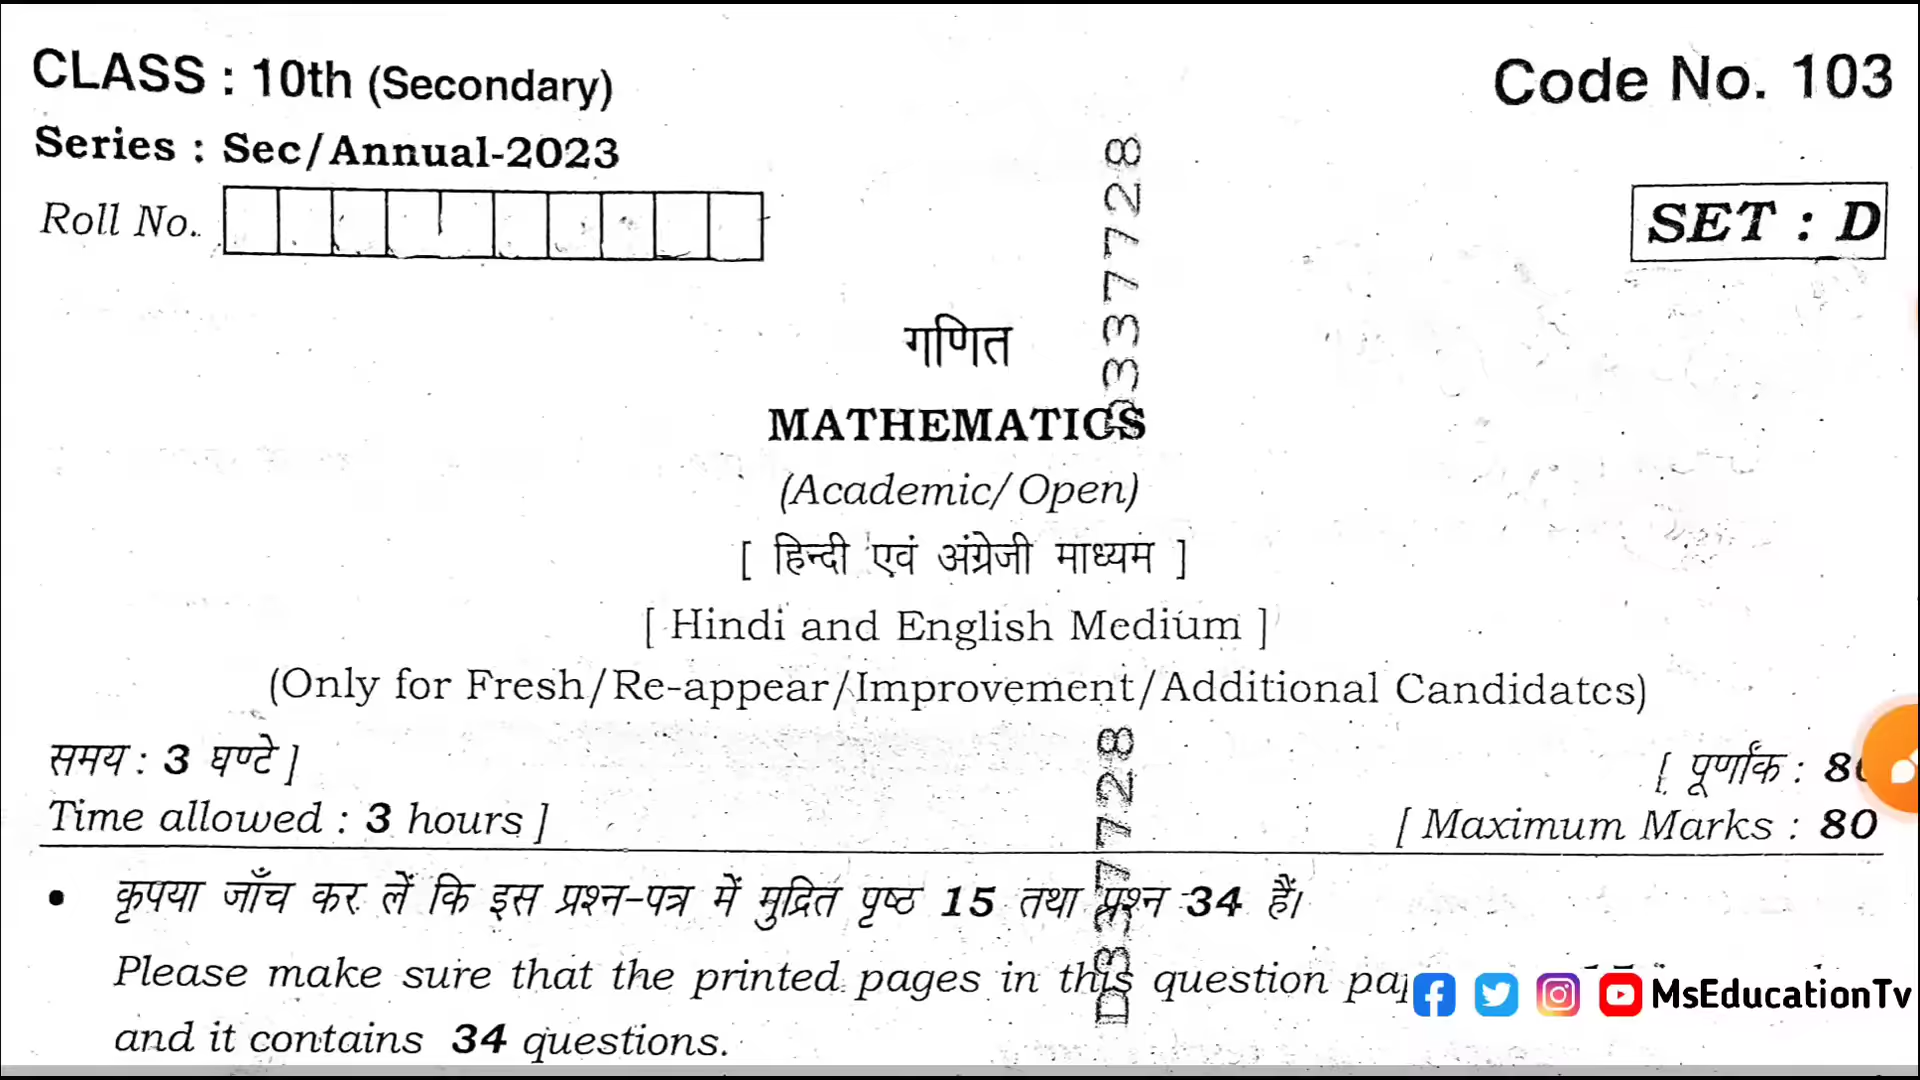 CLASS : 10th (Secondary)
Code No. 103
Series : Sec/Annual-2023
Roll No.
SET : D
गणित
MATHEMATICS
(Academic/Open)
[ हिन्दी एवं अंग्रेजी माध्यम ]
[ Hindi and English Medium ]
(Only for Fresh/Re-appear/Improvement/Additional Candidates)
समय : 3 घण्टे ]
[ पूर्णांक : 80
Time allowed : 3 hours ]
[ Maximum Marks : 80
• कृपया जाँच कर लें कि इस प्रश्न-पत्र में मुद्रित पृष्ठ 15 तथा प्रश्न 34 हैं।
Please make sure that the printed pages in this question
and it contains 34 questions.
D337728
D337728
MsEducationTv